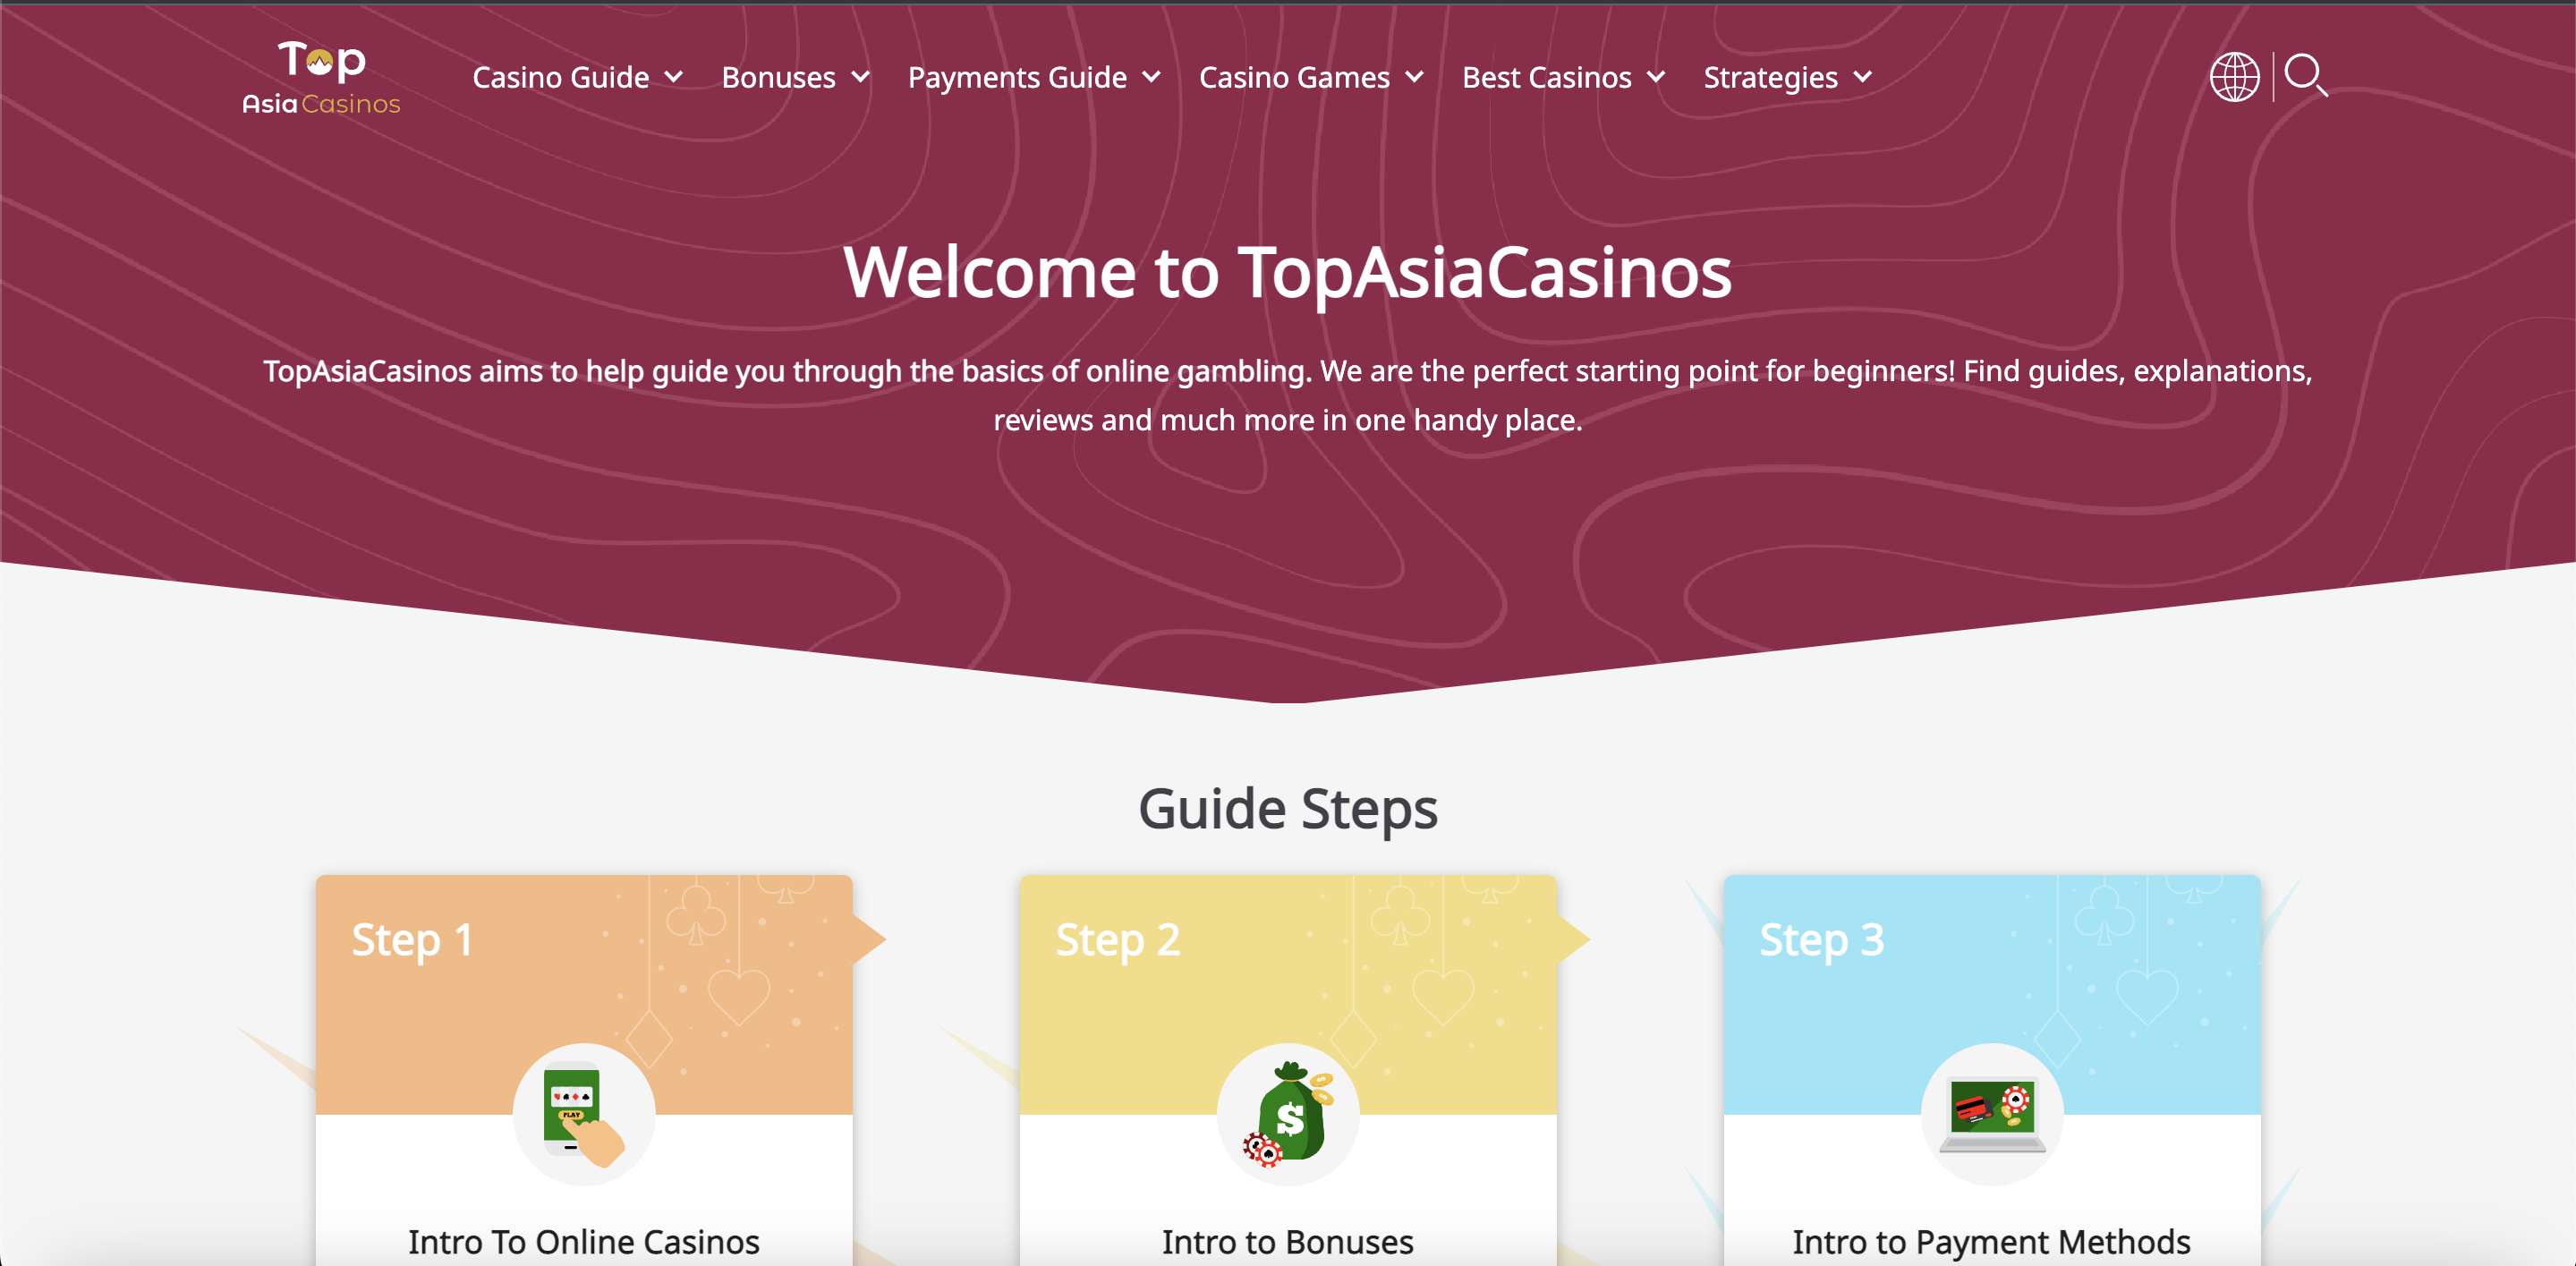 Top
Asia Casinos
Casino Guide
Bonuses
Payments Guide
Casino Games
Best Casinos
Strategies
Welcome to TopAsiaCasinos
TopAsiaCasinos aims to help guide you through the basics of online gambling. We are the perfect starting point for beginners! Find guides, explanations,
reviews and much more in one handy place.
Guide Steps
Step 1
Step 2
Step 3
PLAY
$
Intro To Online Casinos
Intro to Bonuses
Intro to Payment Methods